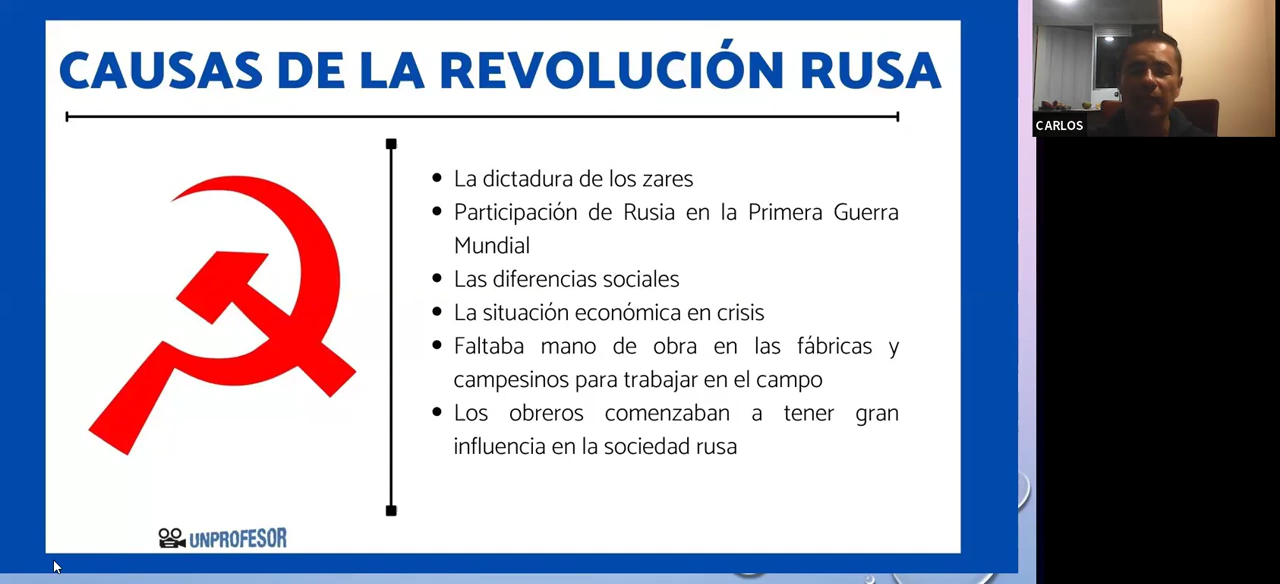 CAUSAS DE LA REVOLUCIÓN RUSA
La dictadura de los zares
Participación de Rusia en la Primera Guerra
Mundial
Las diferencias sociales
La situación económica en crisis
Faltaba mano de obra en las fábricas y
campesinos para trabajar en el campo
Los obreros comenzaban a tener gran
influencia en la sociedad rusa
UNPROFESOR
CARLOS